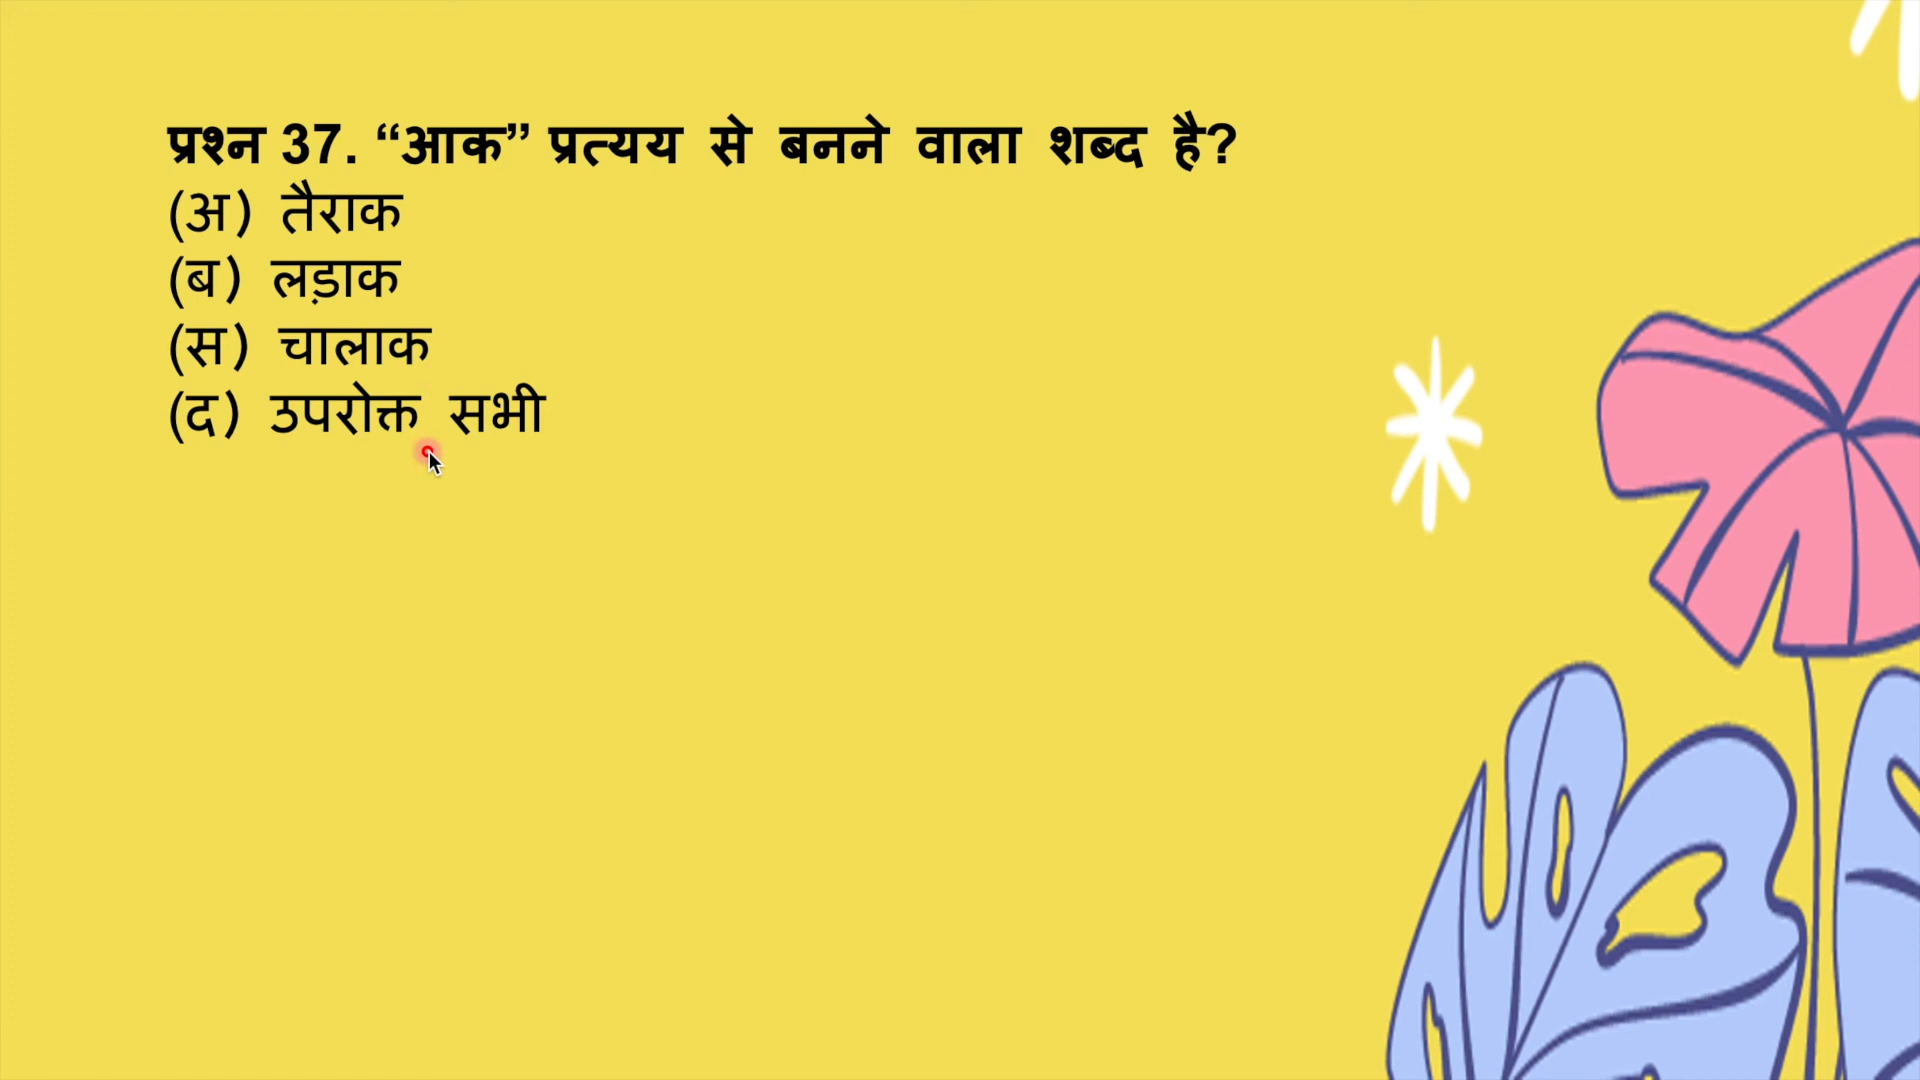 प्रश्न 37. “आक” प्रत्यय से बनने वाला शब्द है?
(अ) तैराक
(ब) लड़ाक
(स) चालाक
(द) उपरोक्त सभी